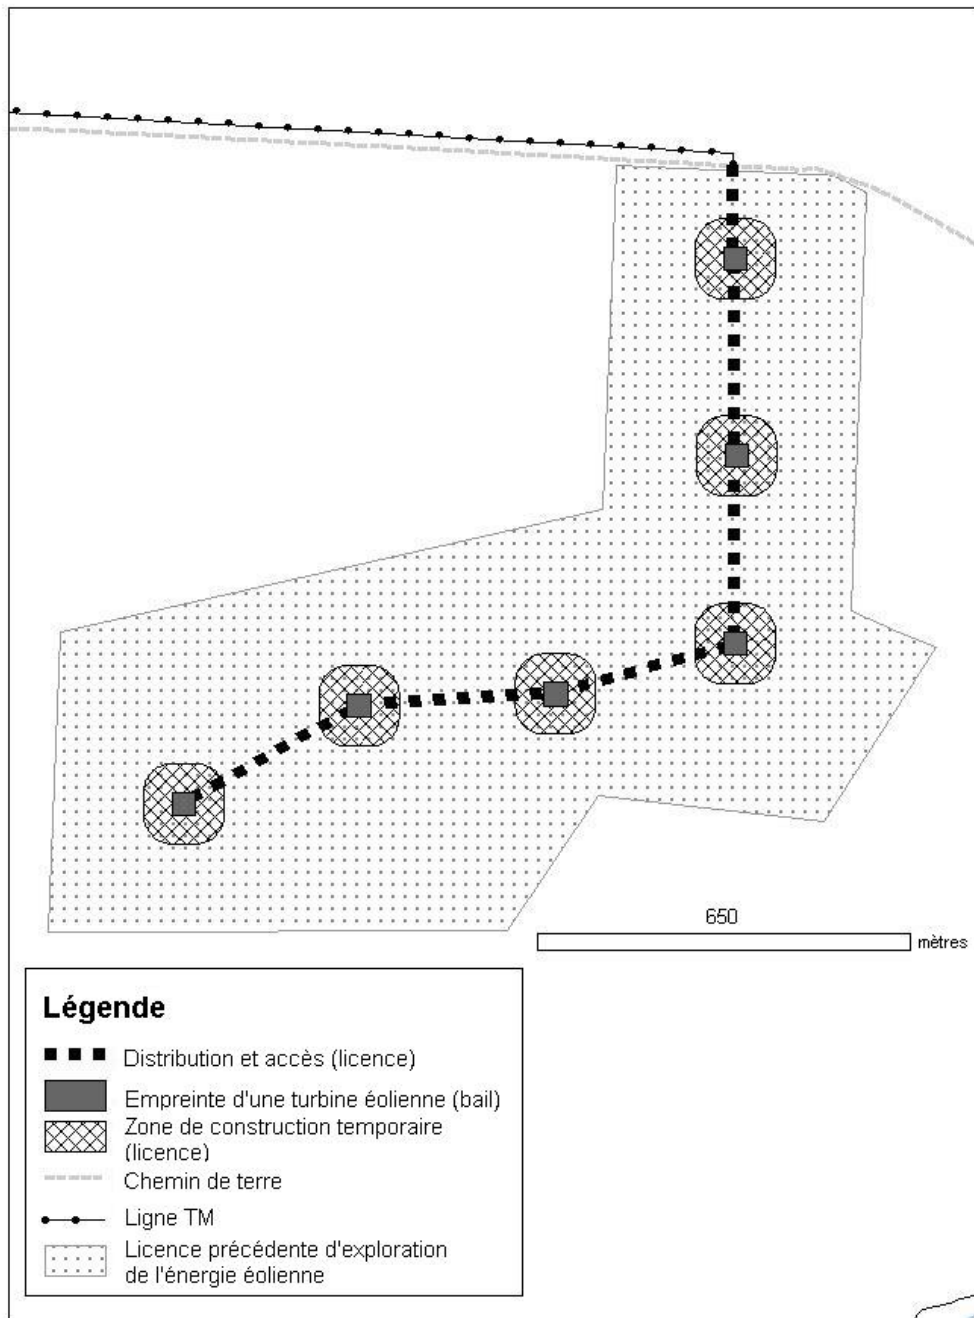 650
mètres
Légende
Distribution et accès (licence)
Empreinte d'une turbine éolienne (bail)
Zone de construction temporaire
(licence)
Chemin de terre
Ligne TM
Licence précédente d'exploration
de l'énergie éolienne